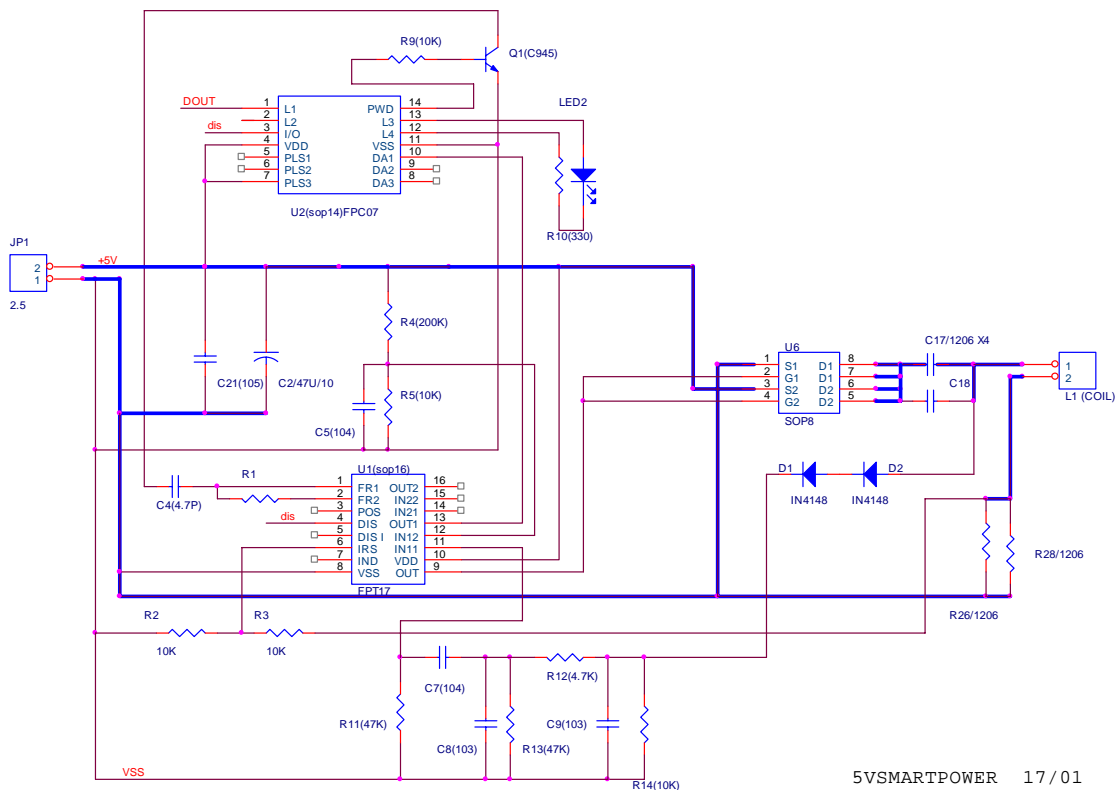 R9(10K)
Q1(C945)
LED2
DOUT
dis
1 L1 PWD 14
2 L2 L3 13
3 I/O L4 12
4 VDD VSS 11
5 PLS1 DA1 10
6 PLS2 DA2 9
7 PLS3 DA3 8
U2(sop14)FPC07
R10(330)
JP1
+5V
2
1
2.5
R4(200K)
C21(105)
C2/47U/10
R5(10K)
C5(104)
U6
1 S1 D1 8
2 G1 D1 7
3 S2 D2 6
4 G2 D2 5
SOP8
C17/1206 X4
C18
1
2
L1 (COIL)
U1(sop16)
R1
C4(4.7P)
dis
1 FR1 OUT2 16
2 FR2 IN22 15
3 POS IN21 14
4 DIS OUT1 13
5 DIS I IN12 12
6 IRS IN11 11
7 IND VDD 10
8 VSS OUT 9
FPT17
D1
D2
IN4148
IN4148
R28/1206
R26/1206
R2
R3
10K
10K
R12(4.7K)
C7(104)
R11(47K)
C9(103)
C8(103)
R13(47K)
R14(10K)
VSS
5VSMARTPOWER 17/01